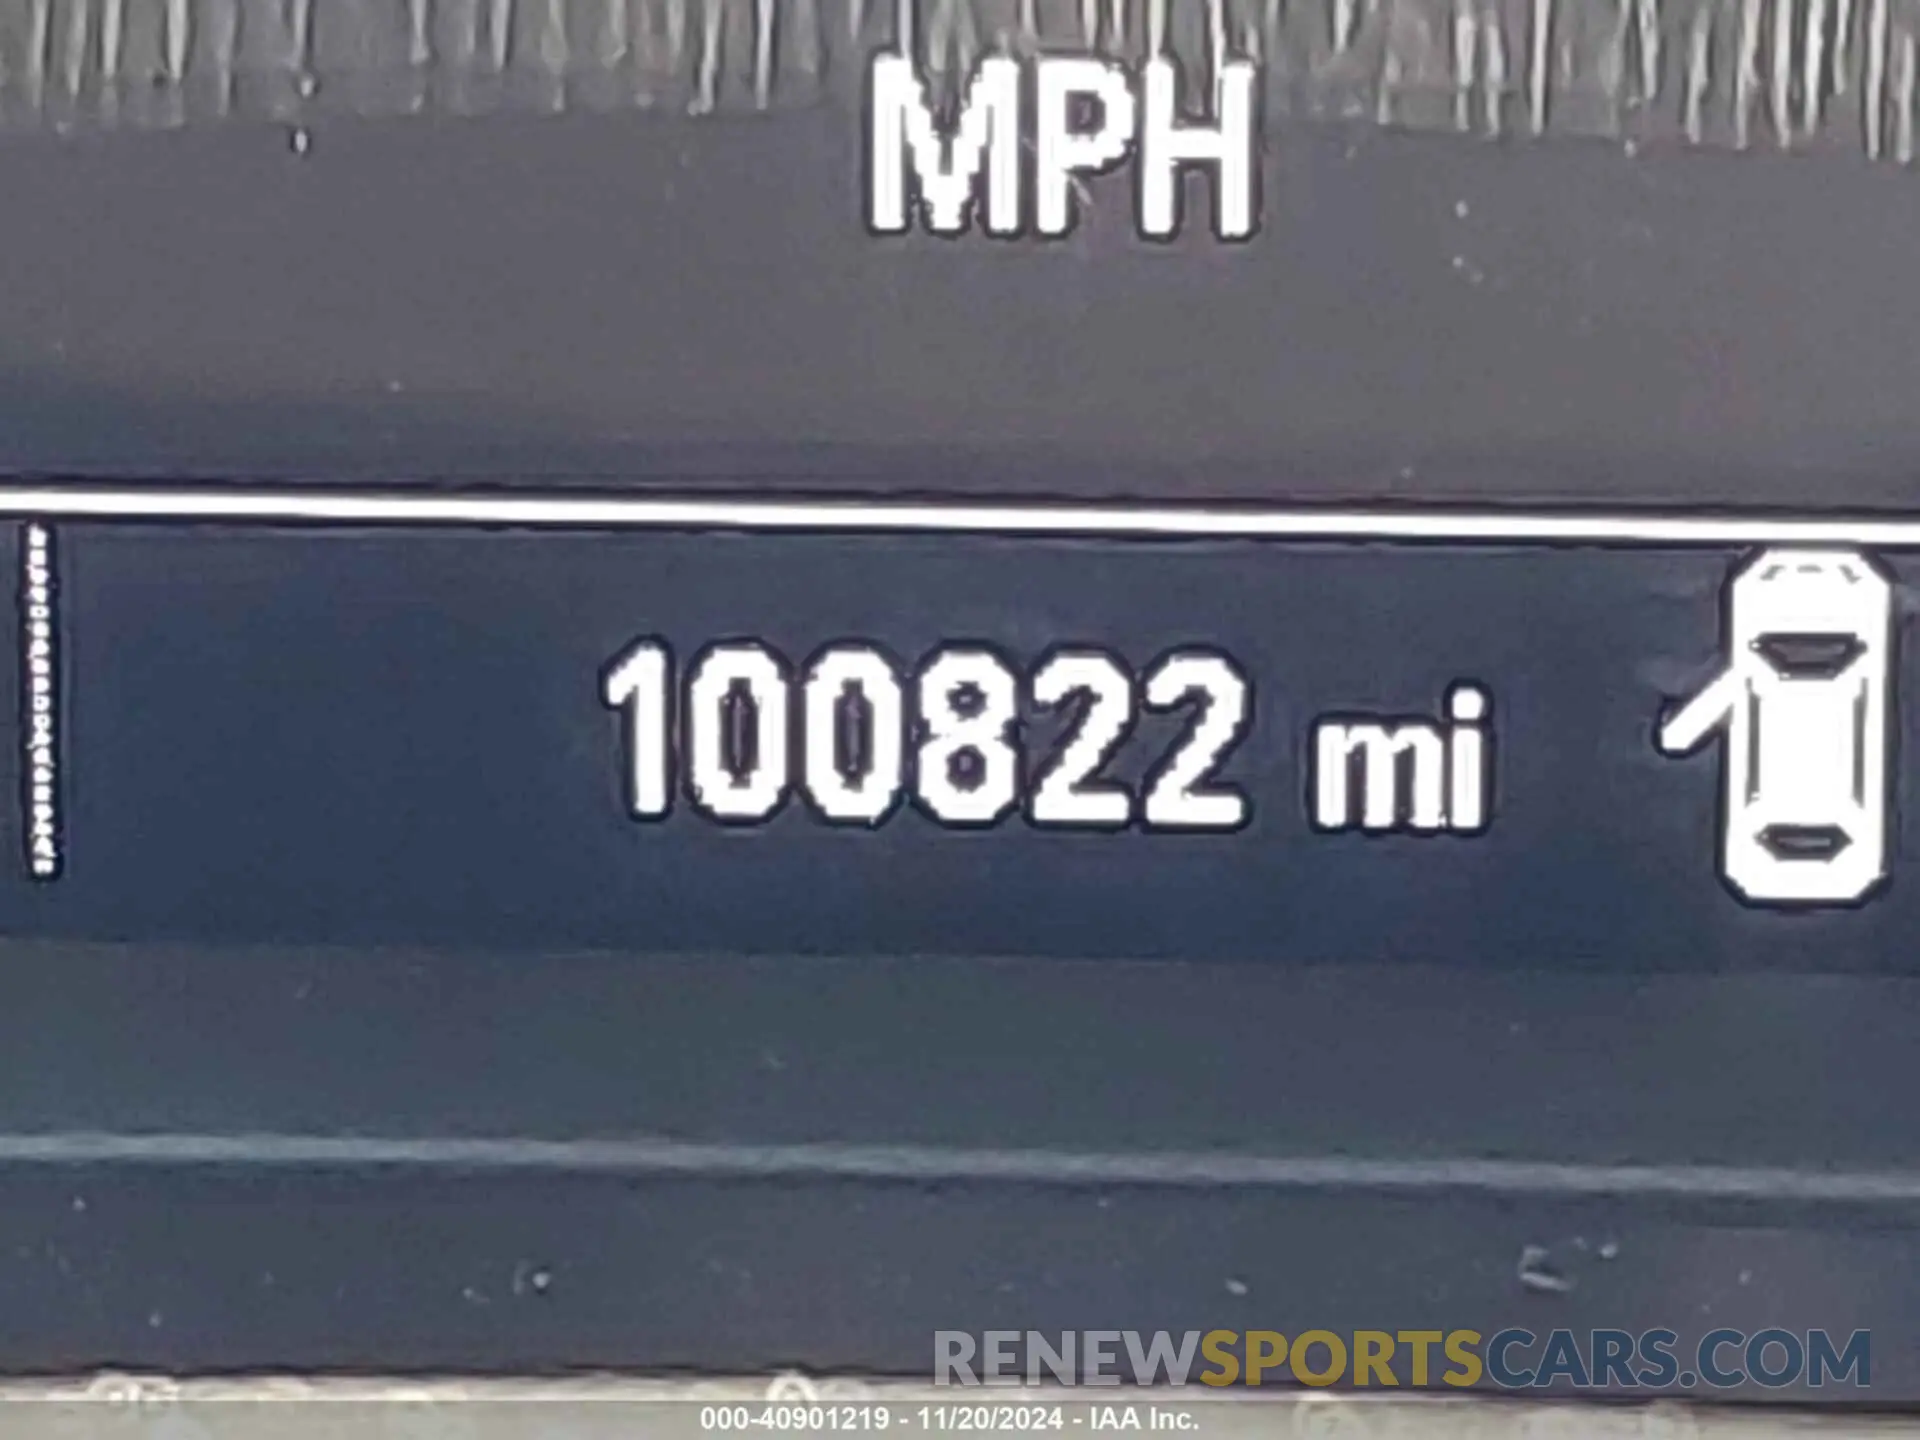 MPH
100822 mi
RENEWSPORTSCARS.COM
000-40901219 - 11/20/2024 - IAA Inc.